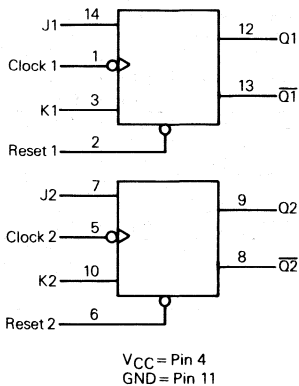 J1 14 12 Q1
Clock 1 1
13 Q1̅
K1 3
Reset 1 2
J2 7
9 Q2
Clock 2 5
8 Q2̅
K2 10
Reset 2 6
VCC = Pin 4
GND = Pin 11